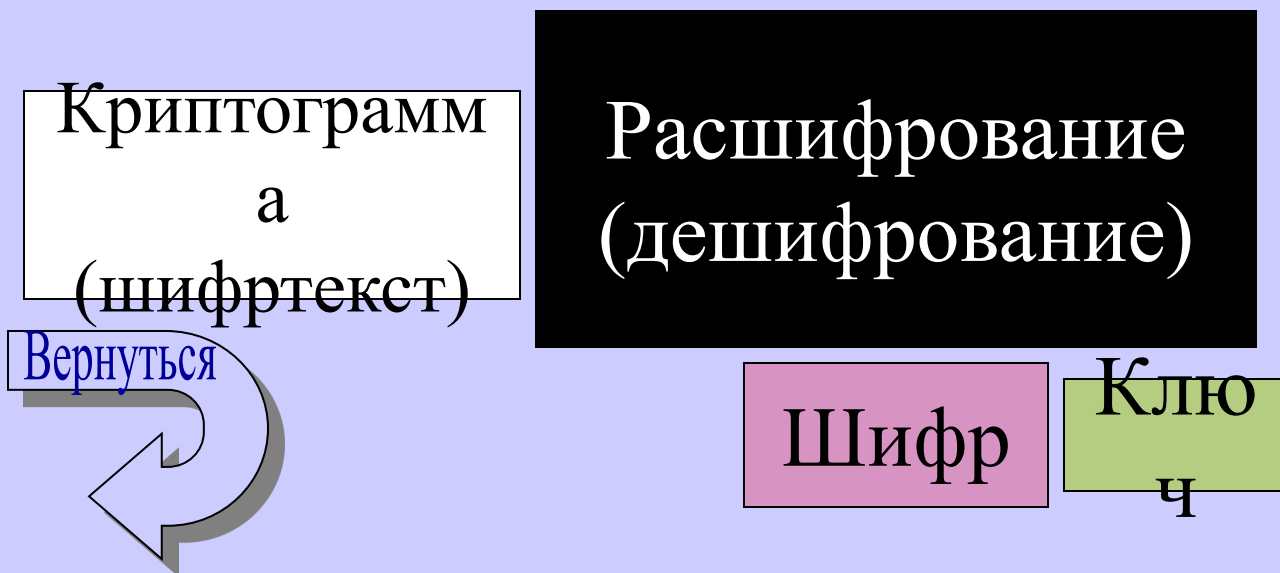 Криптограмм
а
(шифртекст)
Расшифрование
(дешифрование)
Вернуться
Шифр
Клю
ч